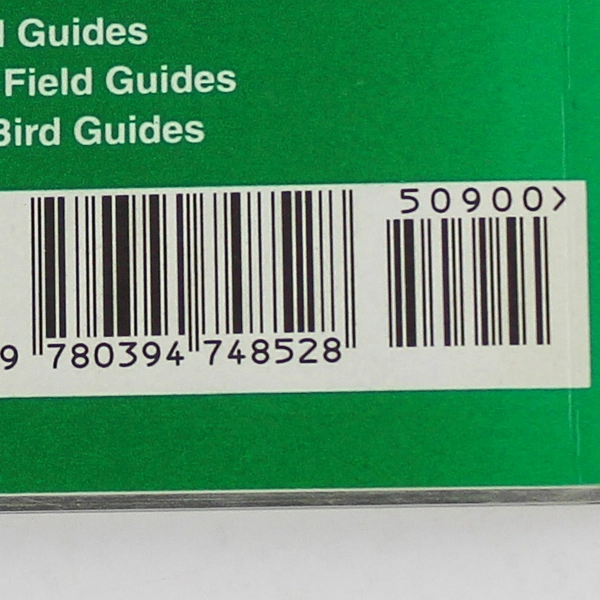 Guides
Field Guides
Bird Guides
50900>
9 780394 748528